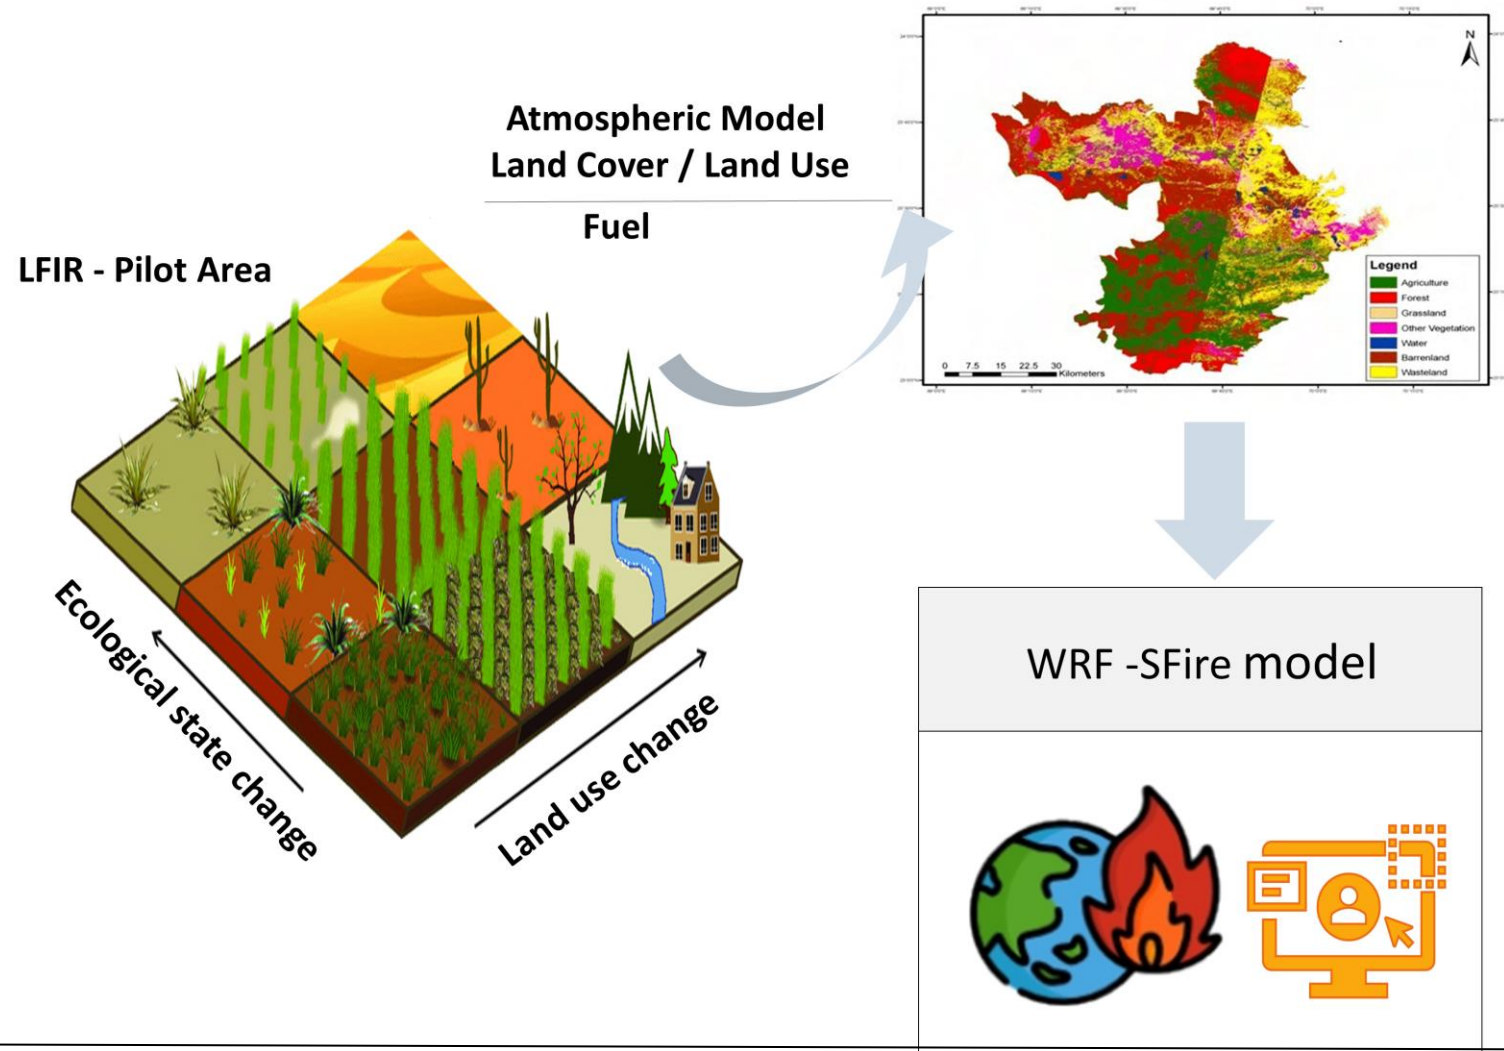 Atmospheric Model
Land Cover / Land Use
Fuel
LFIR - Pilot Area
Ecological state change
Land use change
N
Legend
Agriculture
Forest
Grassland
Other Vegetation
Water
Barrenland
Wasteland
0 7.5 15 22.5 30
Kilometers
WRF -SFire model